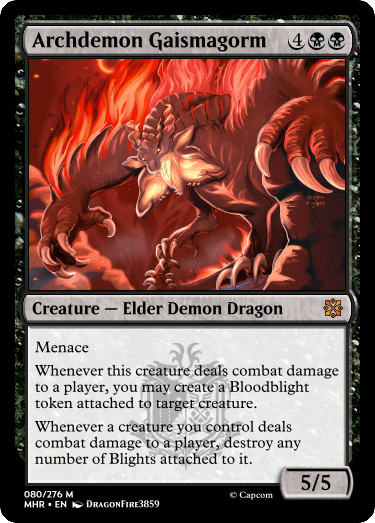 Archdemon Gaismagorm 4
Creature — Elder Demon Dragon
Menace
Whenever this creature deals combat damage
to a player, you may create a Bloodblight
token attached to target creature.
Whenever a creature you control deals
combat damage to a player, destroy any
number of Blights attached to it.
5/5
080/276 M
MHR • EN DragonFire3859
© Capcom